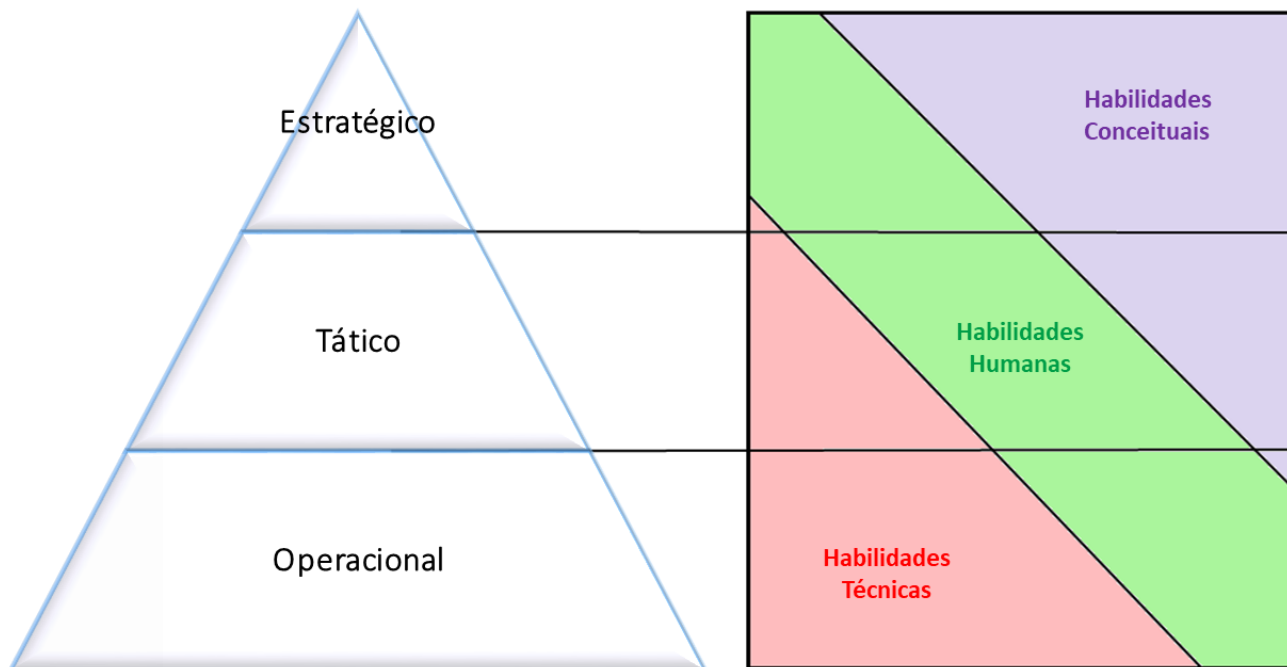 Estratégico
Habilidades
Conceituais
Tático
Habilidades
Humanas
Operacional
Habilidades
Técnicas